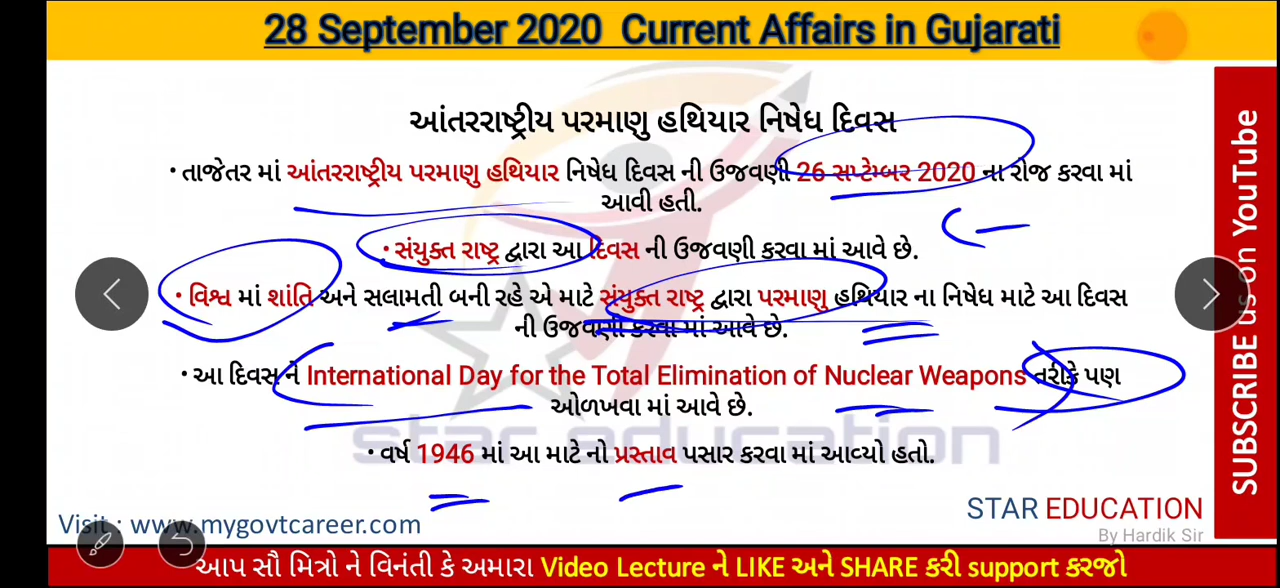 28 September 2020 Current Affairs in Gujarati
આંતરરાષ્ટ્રીય પરમાણુ હથિયાર નિષેધ દિવસ
• તાજેતર માં આંતરરાષ્ટ્રીય પરમાણુ હથિયાર નિષેધ દિવસ ની ઉજવણી 26 સપ્ટેમ્બર 2020 ના રોજ કરવા માં
આવી હતી.
• સંયુક્ત રાષ્ટ્ર દ્વારા આ દિવસ ની ઉજવણી કરવા માં આવે છે.
• વિશ્વ માં શાંતિ અને સલામતી બની રહે એ માટે સંયુક્ત રાષ્ટ્ર દ્વારા પરમાણુ હથિયાર ના નિષેધ માટે આ દિવસ
ની ઉજવણી કરવા માં આવે છે.
• આ દિવસ ને International Day for the Total Elimination of Nuclear Weapons તરીકે પણ
ઓળખવા માં આવે છે.
star education
• વર્ષ 1946 માં આ માટે નો પ્રસ્તાવ પસાર કરવા માં આવ્યો હતો.
STAR EDUCATION
By Hardik Sir
Visit : www.mygovtcareer.com
આપ સૌ મિત્રો ને વિનંતી કે અમારા Video Lecture ને LIKE અને SHARE કરી support કરજો
SUBSCRIBE us on YouTube